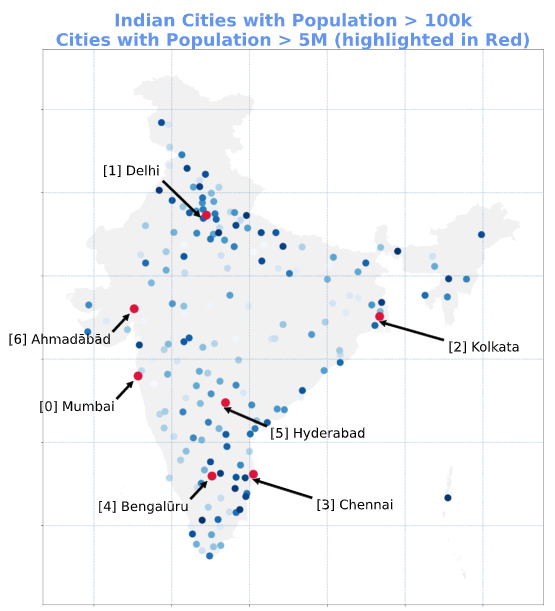 Indian Cities with Population > 100k
Cities with Population > 5M (highlighted in Red)
[1] Delhi
[6] Ahmadābād
[2] Kolkata
[0] Mumbai
[5] Hyderabad
[4] Bengalūru
[3] Chennai